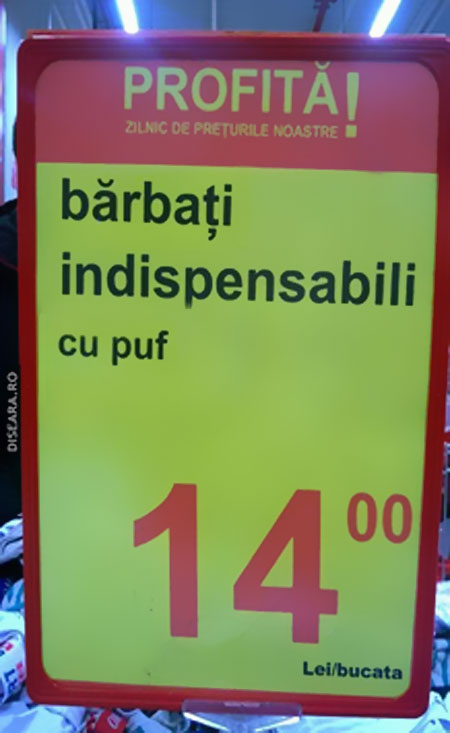 PROFITĂ!
ZILNIC DE PREȚURILE NOASTRE
bărbați
indispensabili
cu puf
14 00
Lei/bucata
DISEARA.RO